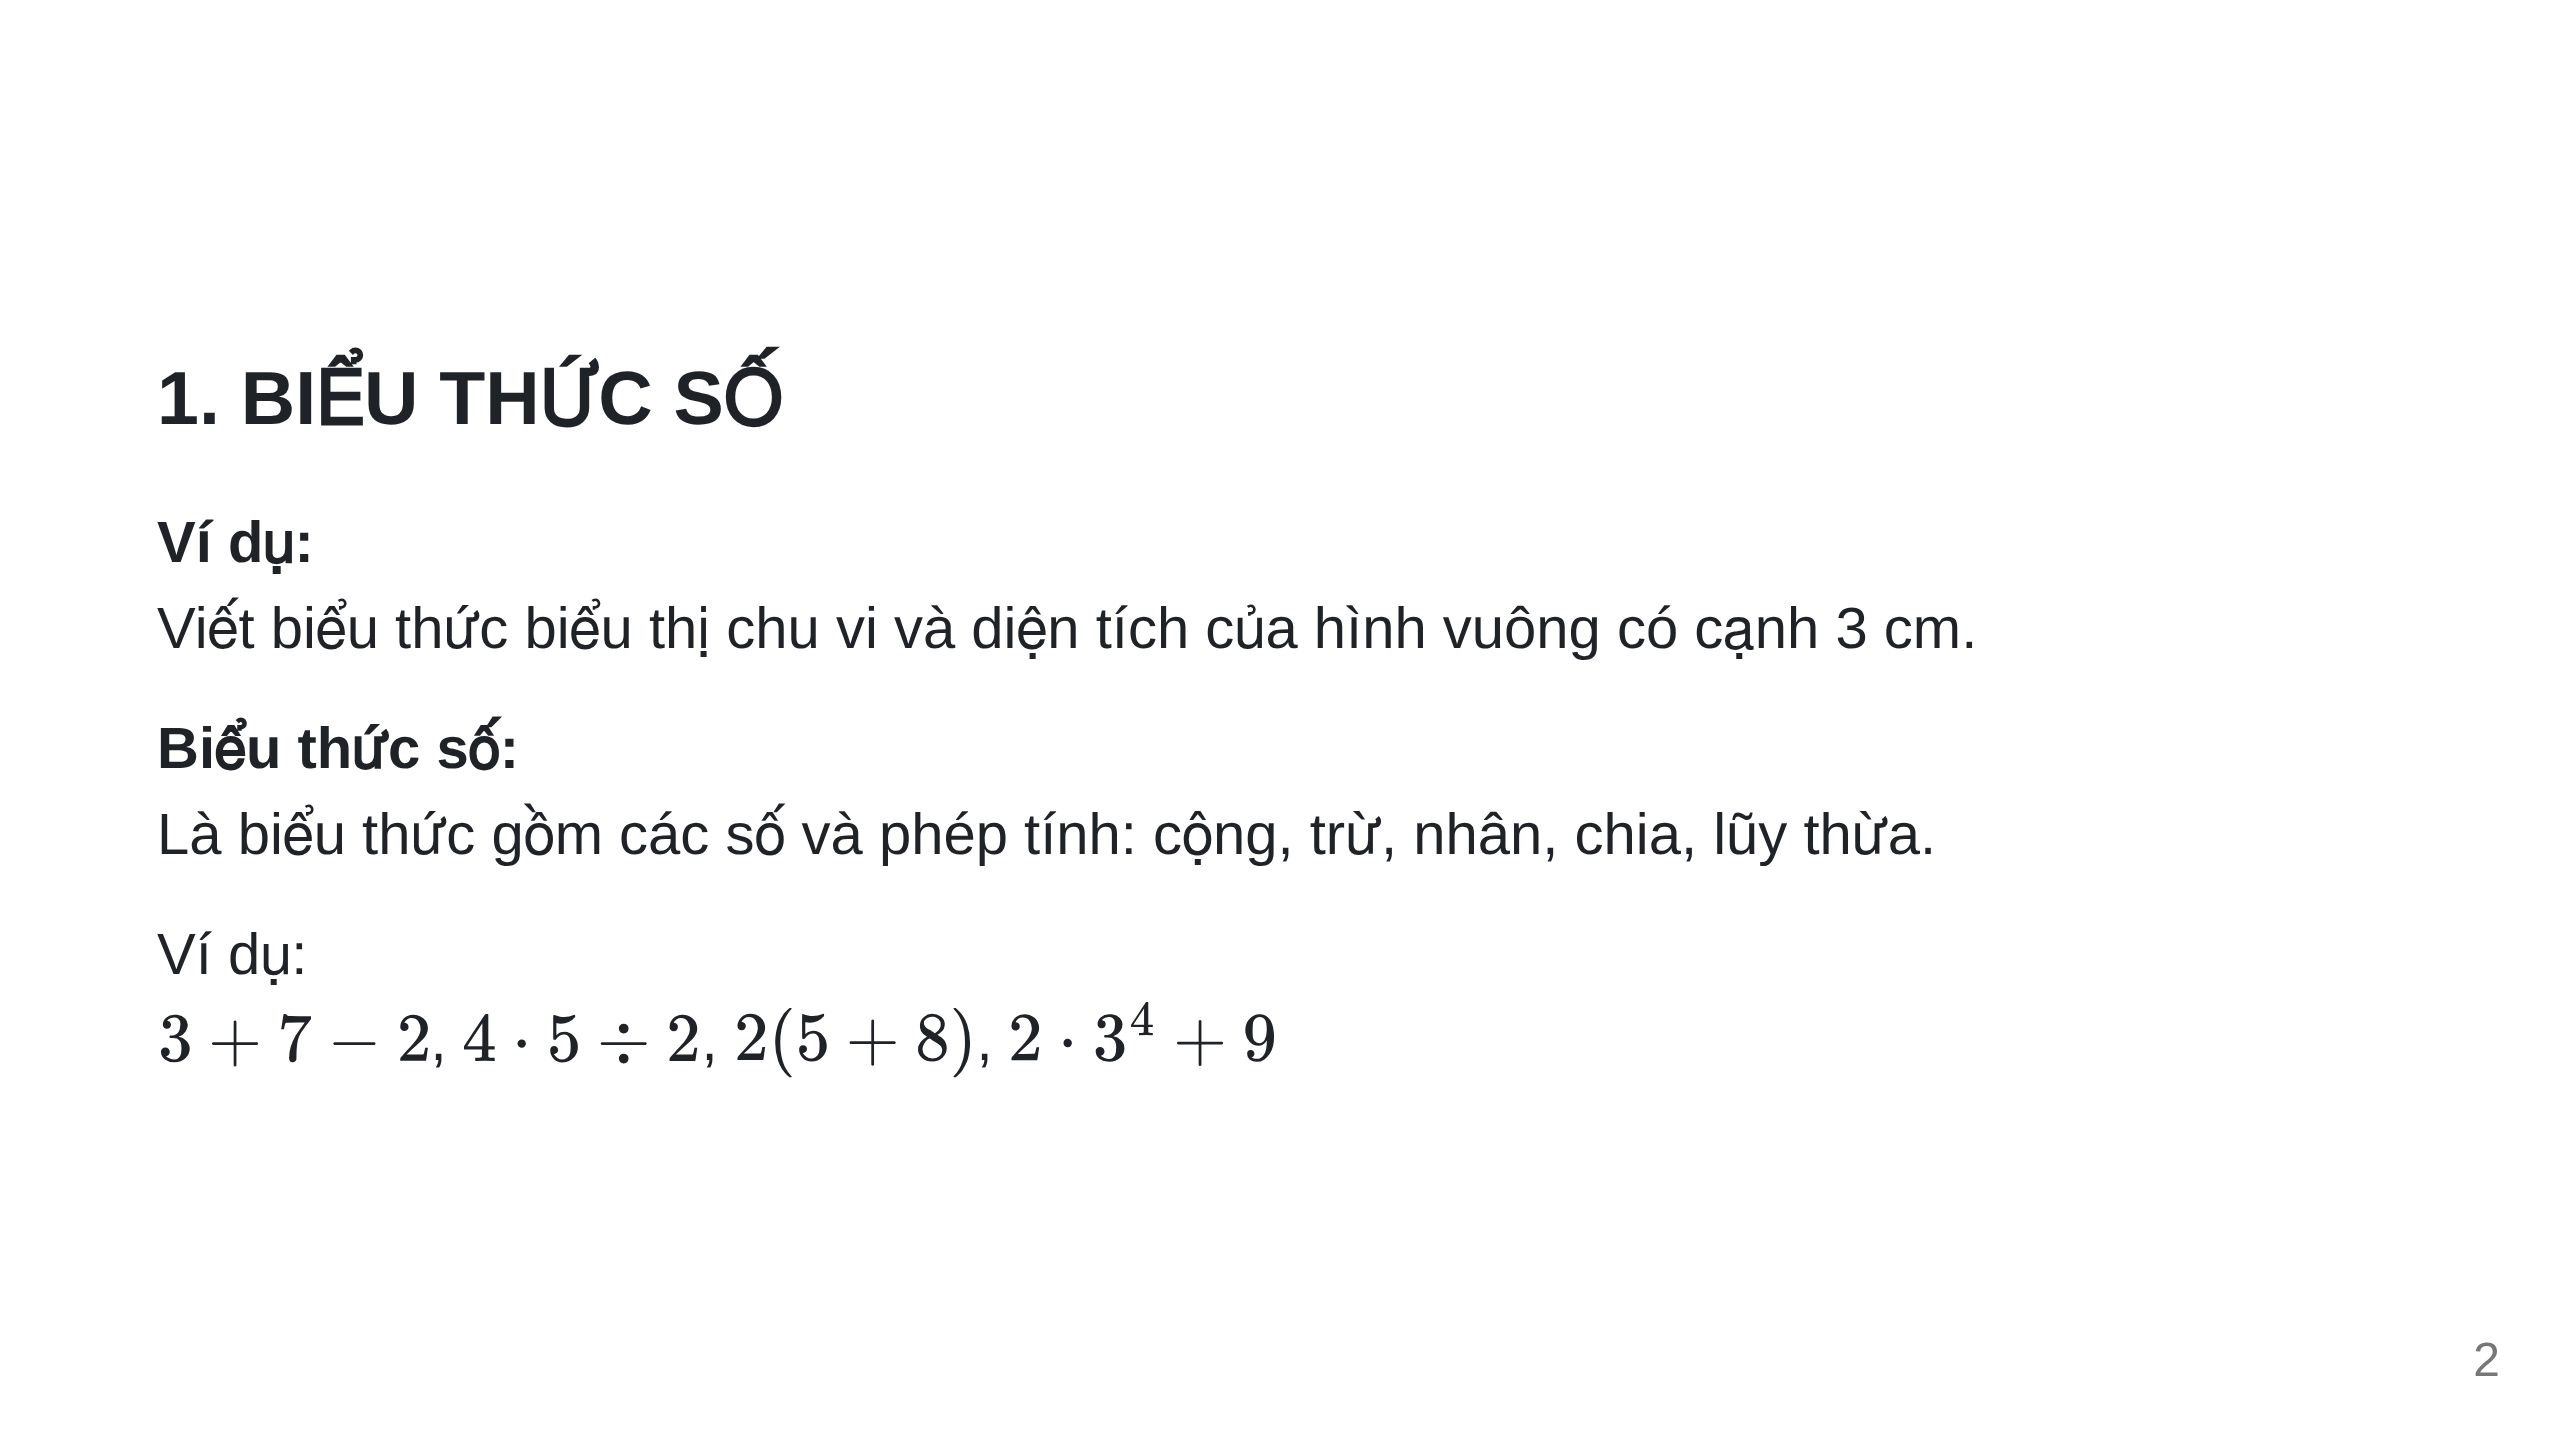 1. BIỂU THỨC SỐ
Ví dụ:
Viết biểu thức biểu thị chu vi và diện tích của hình vuông có cạnh 3 cm.
Biểu thức số:
Là biểu thức gồm các số và phép tính: cộng, trừ, nhân, chia, lũy thừa.
Ví dụ:
3 + 7 − 2, 4 · 5 ÷ 2, 2(5 + 8), 2 · 3⁴ + 9
2